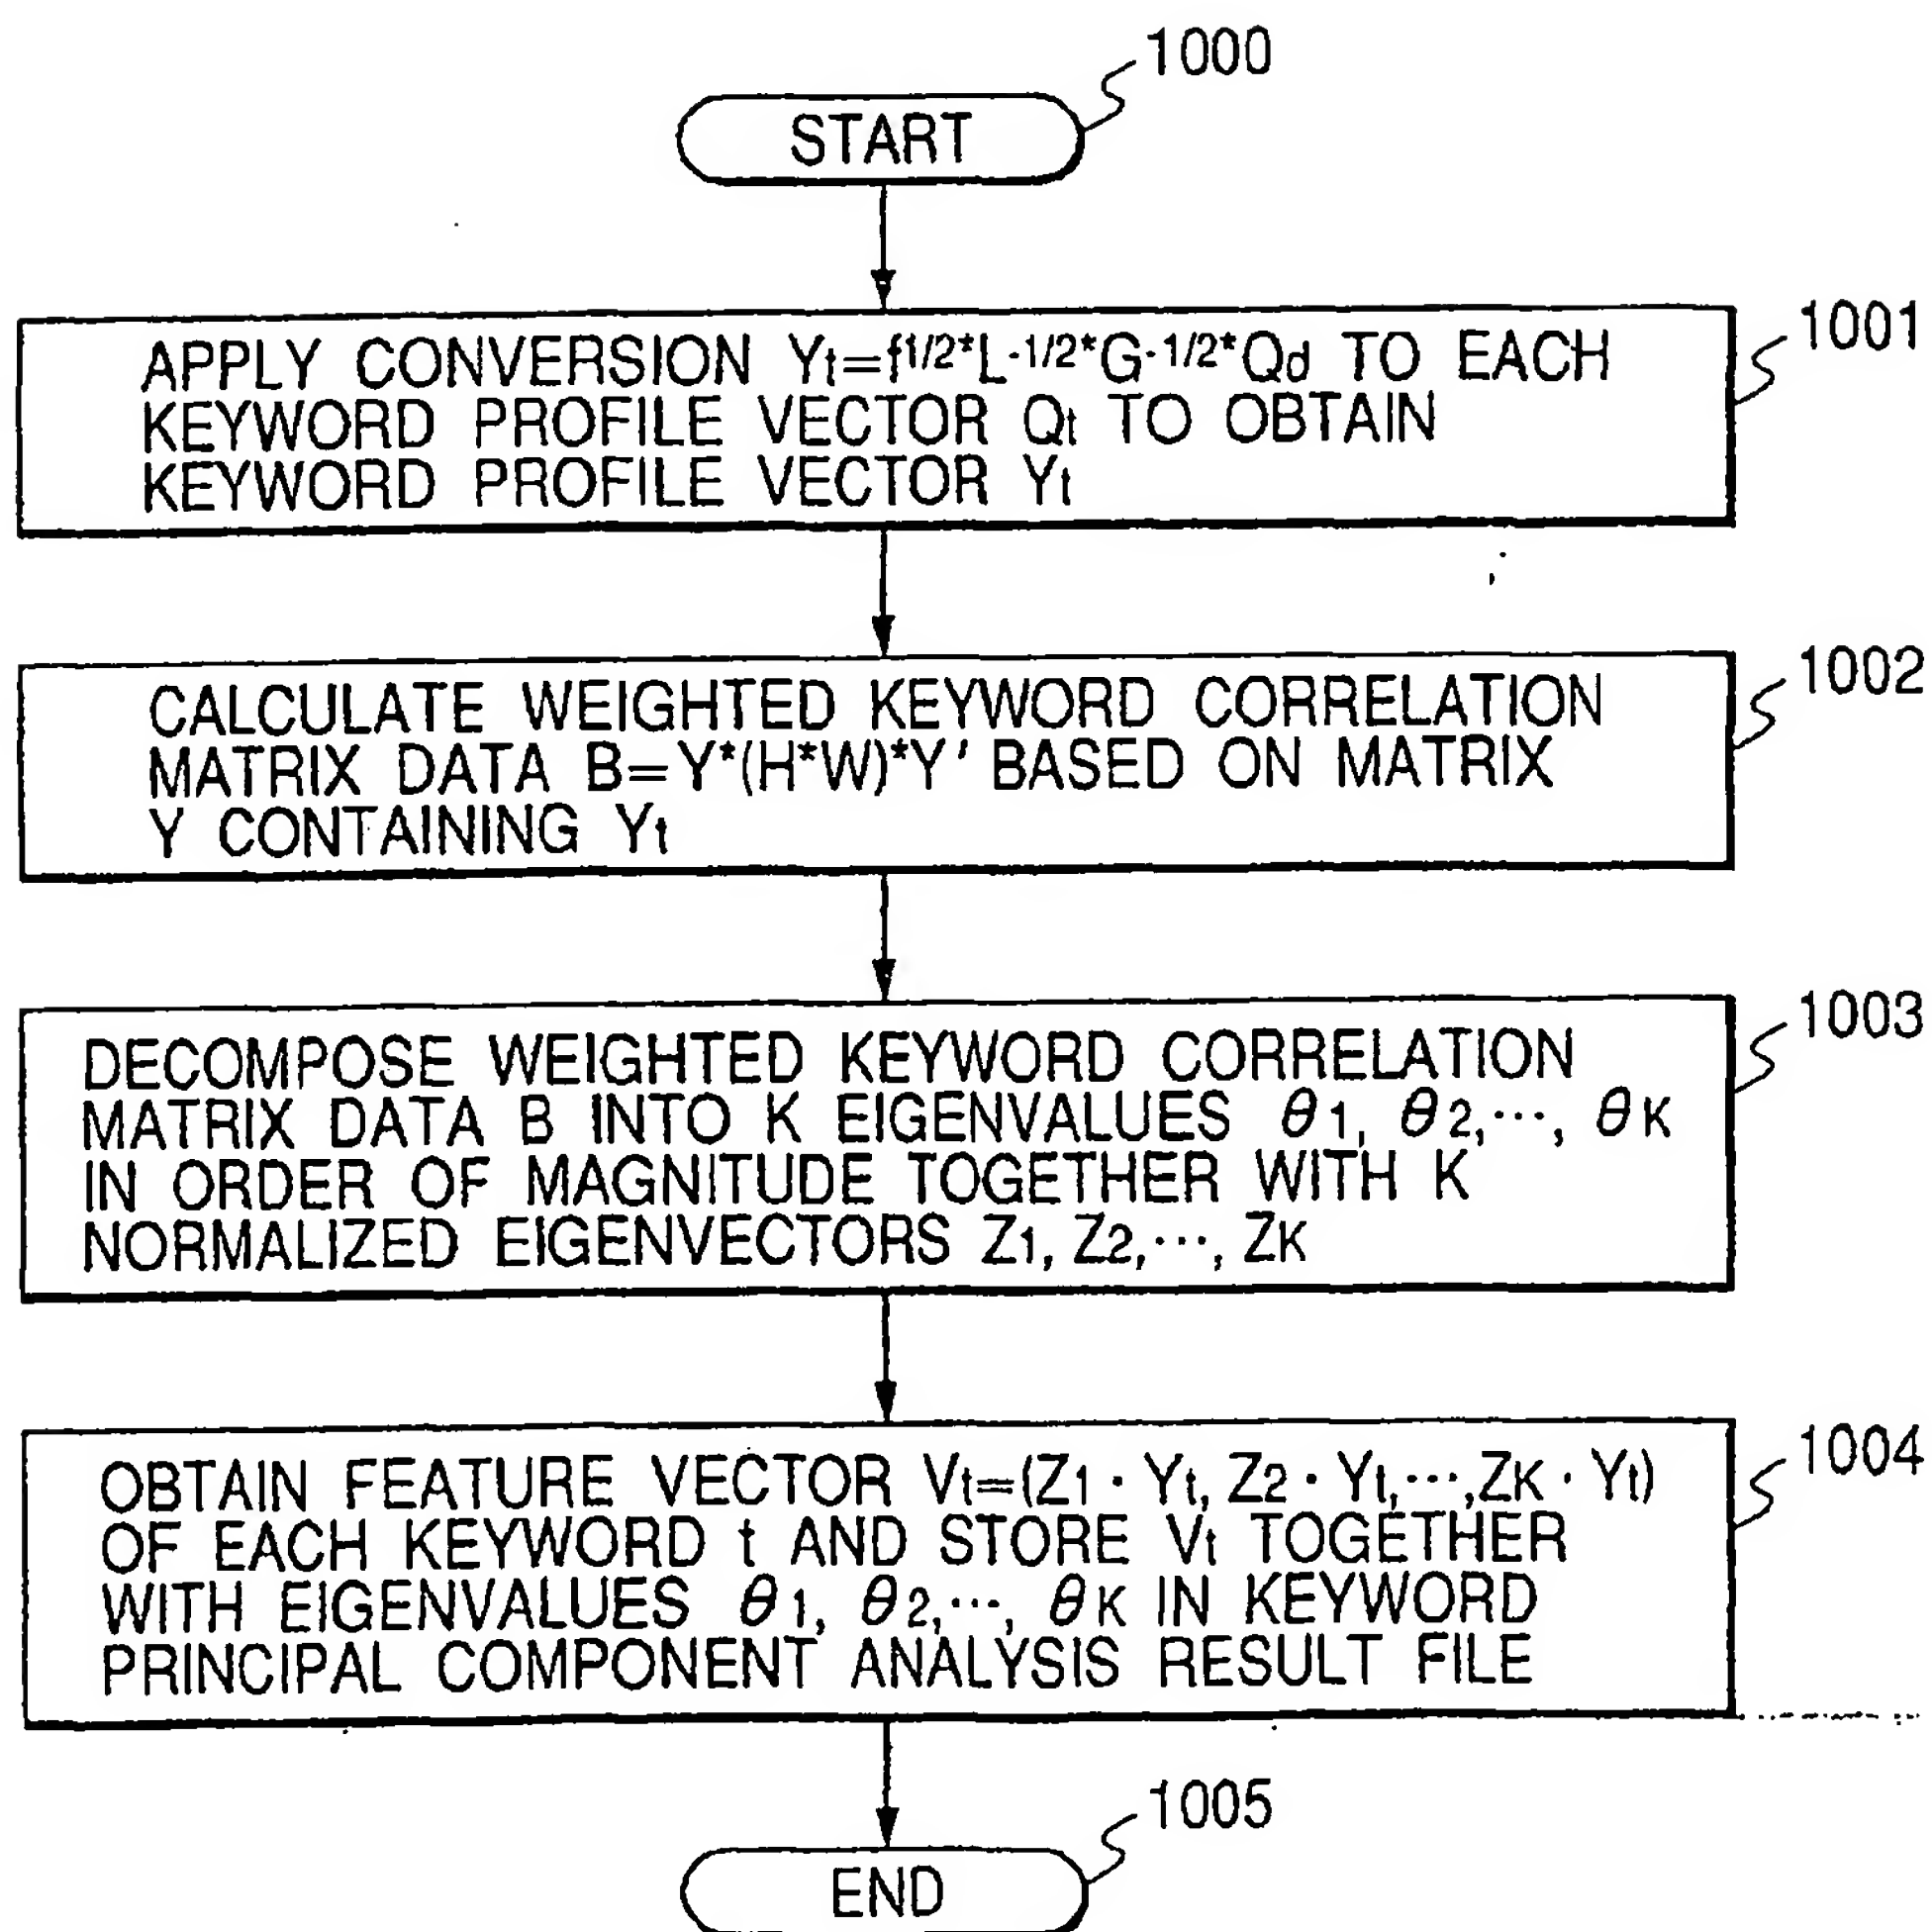 1000
START
1001
APPLY CONVERSION Yt=f1/2*L-1/2*G-1/2*Qd TO EACH
KEYWORD PROFILE VECTOR Qt TO OBTAIN
KEYWORD PROFILE VECTOR Yt
1002
CALCULATE WEIGHTED KEYWORD CORRELATION
MATRIX DATA B=Y*(H*W)*Y' BASED ON MATRIX
Y CONTAINING Yt
1003
DECOMPOSE WEIGHTED KEYWORD CORRELATION
MATRIX DATA B INTO K EIGENVALUES θ1, θ2,···, θK
IN ORDER OF MAGNITUDE TOGETHER WITH K
NORMALIZED EIGENVECTORS Z1, Z2,···, ZK
1004
OBTAIN FEATURE VECTOR Vt=(Z1·Yt, Z2·Yt,···,ZK·Yt)
OF EACH KEYWORD t AND STORE Vt TOGETHER
WITH EIGENVALUES θ1, θ2,···, θK IN KEYWORD
PRINCIPAL COMPONENT ANALYSIS RESULT FILE
1005
END